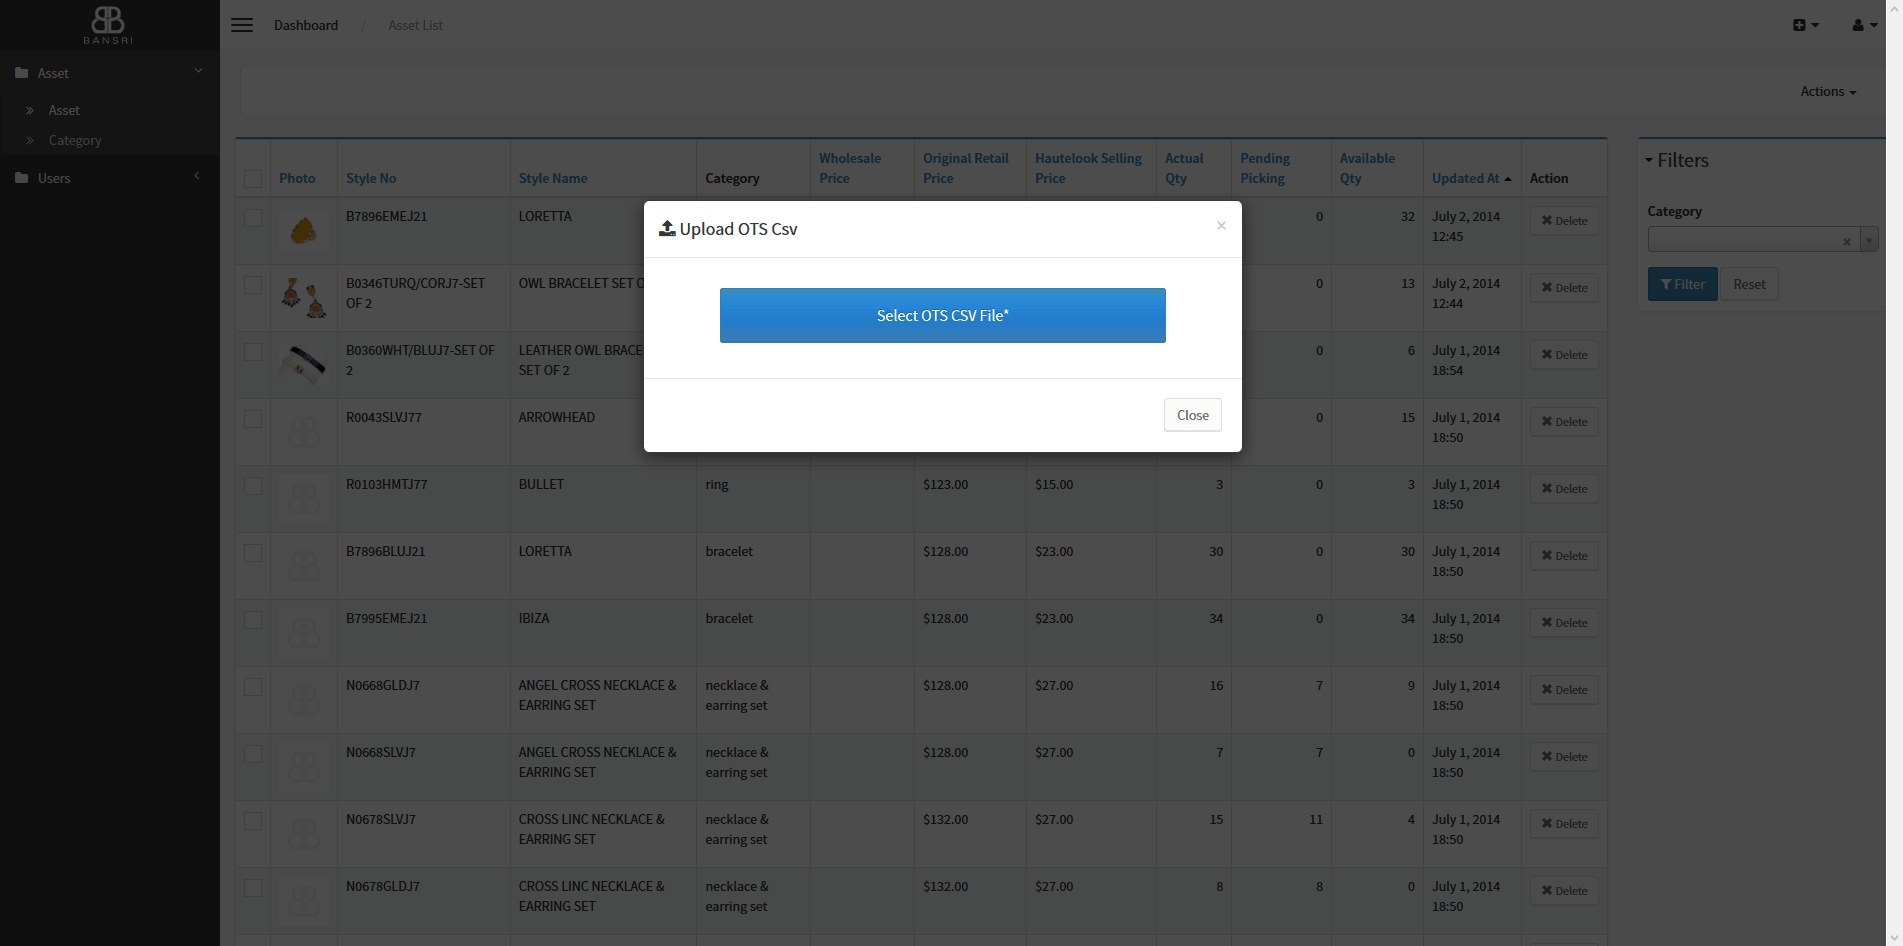 BANSRI
Dashboard / Asset List
Asset
Asset
Category
Users
Actions
Photo
Style No
Style Name
Category
Wholesale
Price
Original Retail
Price
Hautelook Selling
Price
Actual
Qty
Pending
Picking
Available
Qty
Updated At
Action
B7896EMEJ21
LORETTA
0
32
July 2, 2014
12:45
Delete
B0346TURQ/CORJ7-SET
OF 2
OWL BRACELET SET
0
13
July 2, 2014
12:44
Delete
B0360WHT/BLUJ7-SET OF
2
LEATHER OWL BRACE
SET OF 2
0
6
July 1, 2014
18:54
Delete
R0043SLVJ77
ARROWHEAD
0
15
July 1, 2014
18:50
Delete
R0103HMTJ77
BULLET
ring
$123.00
$15.00
3
0
3
July 1, 2014
18:50
Delete
B7896BLUJ21
LORETTA
bracelet
$128.00
$23.00
30
0
30
July 1, 2014
18:50
Delete
B7995EMEJ21
IBIZA
bracelet
$128.00
$23.00
34
0
34
July 1, 2014
18:50
Delete
N0668GLDJ7
ANGEL CROSS NECKLACE &
EARRING SET
necklace &
earring set
$128.00
$27.00
16
7
9
July 1, 2014
18:50
Delete
N0668SLVJ7
ANGEL CROSS NECKLACE &
EARRING SET
necklace &
earring set
$128.00
$27.00
7
7
0
July 1, 2014
18:50
Delete
N0678SLVJ7
CROSS LINC NECKLACE &
EARRING SET
necklace &
earring set
$132.00
$27.00
15
11
4
July 1, 2014
18:50
Delete
N0678GLDJ7
CROSS LINC NECKLACE &
EARRING SET
necklace &
earring set
$132.00
$27.00
8
8
0
July 1, 2014
18:50
Delete
Filters
Category
Filter
Reset
Upload OTS Csv
×
Select OTS CSV File*
Close